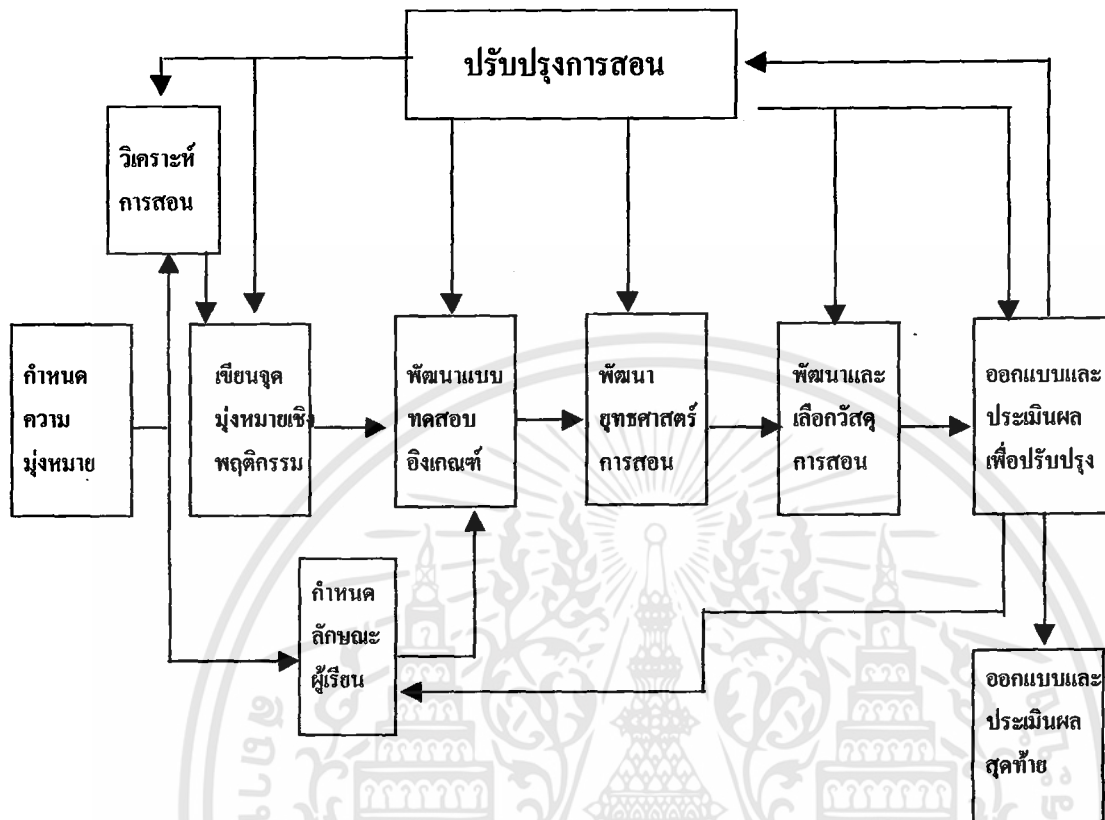 ปรับปรุงการสอน
วิเคราะห์
การสอน
กำหนด
ความ
มุ่งหมาย
เขียนจุด
มุ่งหมายเชิง
พฤติกรรม
พัฒนาแบบ
ทดสอบ
อิงเกณฑ์
พัฒนา
ยุทธศาสตร์
การสอน
พัฒนาและ
เลือกวัสดุ
การสอน
ออกแบบและ
ประเมินผล
เพื่อปรับปรุง
กำหนด
ลักษณะ
ผู้เรียน
ออกแบบและ
ประเมินผล
สุดท้าย